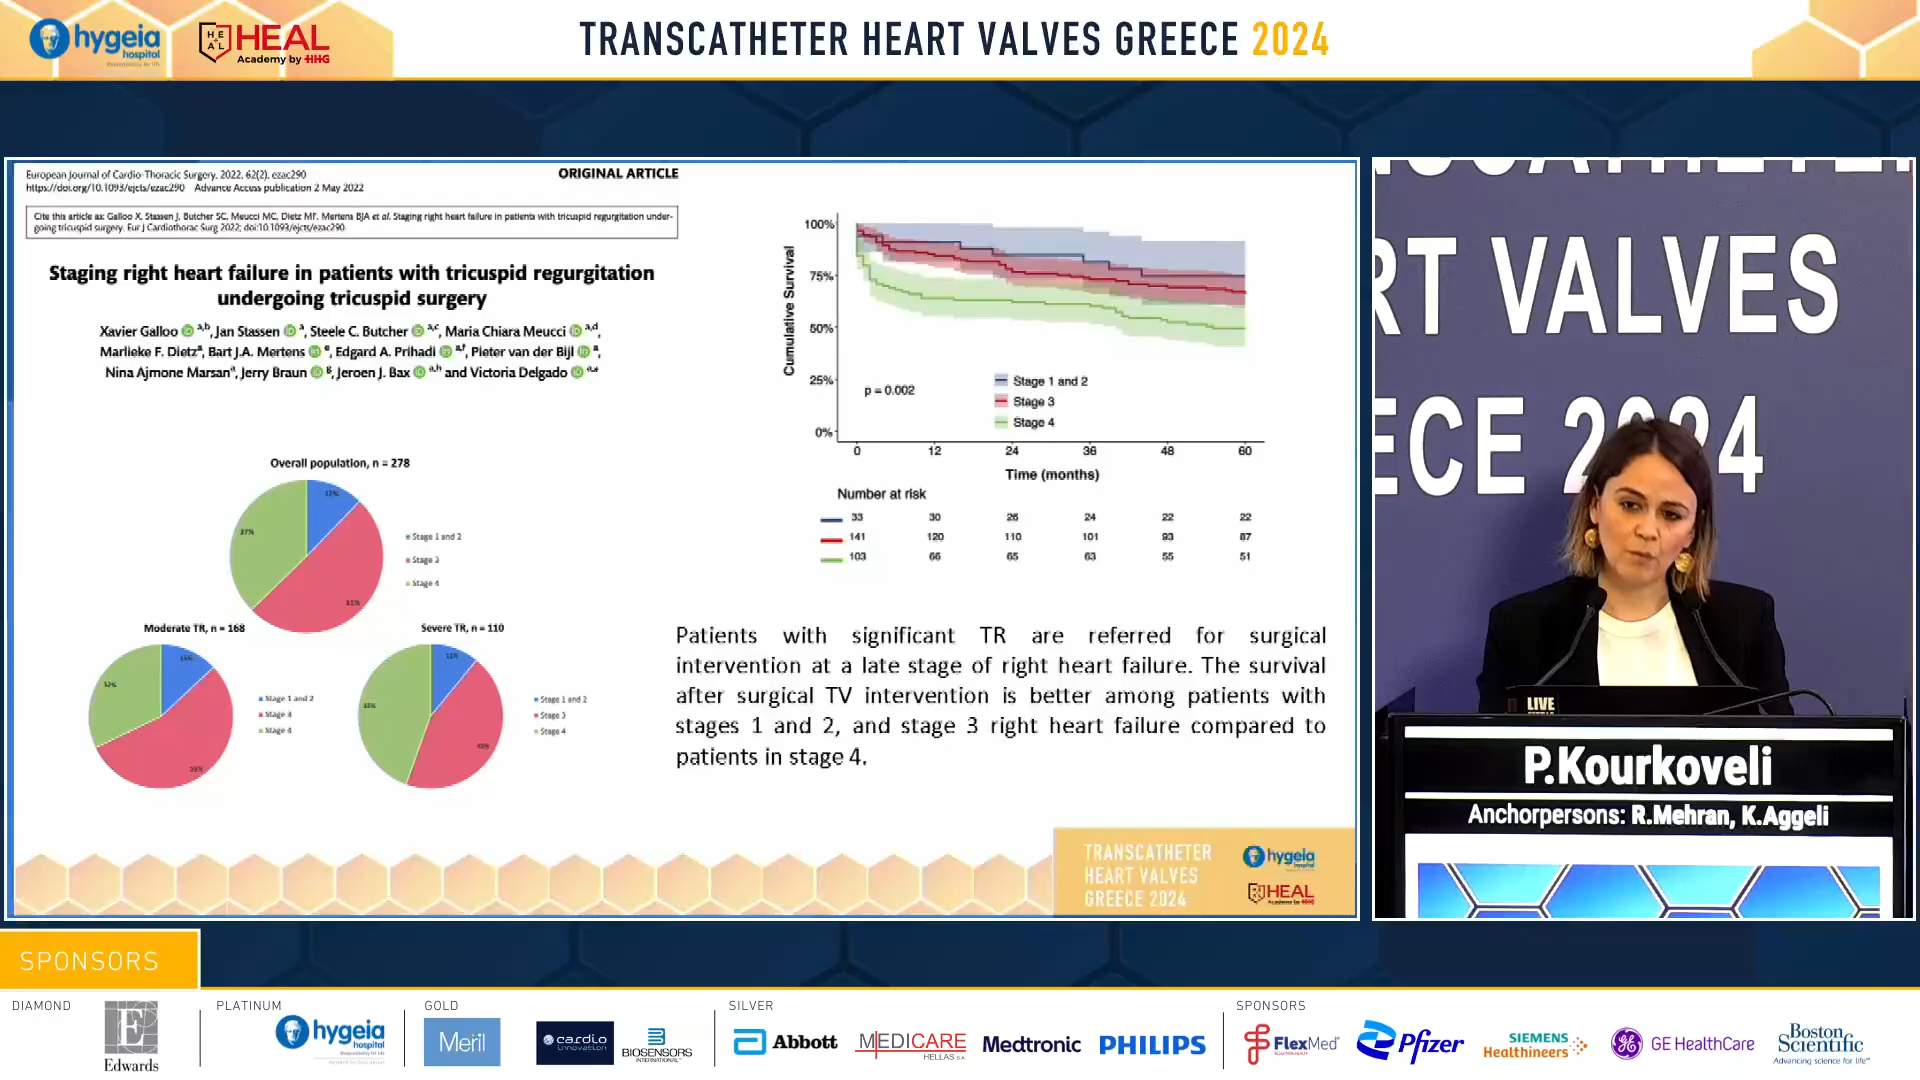 hygeia
hospital
HEAL
Academy by HHG
TRANSCATHETER HEART VALVES GREECE 2024
European Journal of Cardio-Thoracic Surgery, 2022, 62(2), ezac290
https://doi.org/10.1093/ejcts/ezac290 Advance Access publication 2 May 2022
ORIGINAL ARTICLE
Cite this article as: Galloo X, Stassen J, Butcher SC, Meucci MC, Dietz MF, Mertens BJA et al. Staging right heart failure in patients with tricuspid regurgitation under-
going tricuspid surgery. Eur J Cardiothorac Surg 2022; doi:10.1093/ejcts/ezac290.
Staging right heart failure in patients with tricuspid regurgitation
undergoing tricuspid surgery
Xavier Galloo a,b, Jan Stassen a, Steele C. Butcher a,c, Maria Chiara Meucci a,d,
Marlieke F. Dietz a, Bart J.A. Mertens e, Edgard A. Prihadi a,f, Pieter van der Bijl a,
Nina Ajmone Marsan a, Jerry Braun g, Jeroen J. Bax a,h and Victoria Delgado
Overall population, n = 278
12%
37%
51%
Stage 1 and 2
Stage 3
Stage 4
Moderate TR, n = 168
Stage 1 and 2
Stage 3
Stage 4
Severe TR, n = 110
Stage 1 and 2
Stage 3
Stage 4
Cumulative Survival
100%
75%
50%
25%
0%
p = 0.002
Stage 1 and 2
Stage 3
Stage 4
0 12 24 36 48 60
Time (months)
Number at risk
33 30 26 24 22 22
141 120 110 101 93 87
103 66 65 63 55 51
Patients with significant TR are referred for surgical
intervention at a late stage of right heart failure. The survival
after surgical TV intervention is better among patients with
stages 1 and 2, and stage 3 right heart failure compared to
patients in stage 4.
TRANSCATHETER
HEART VALVES
GREECE 2024
hygeia
hospital
HEAL
Academy by HHG
RT VALVES
ECE 2024
LIVE
P.Kourkoveli
Anchorpersons: R.Mehran, K.Aggeli
SPONSORS
DIAMOND
Edwards
PLATINUM
hygeia
hospital
GOLD
Meril
cardio
innovation
BIOSENSORS
INTERNATIONAL
SILVER
Abbott
MEDICARE
HELLAS S.A.
Medtronic
PHILIPS
SPONSORS
FlexMed
Pfizer
SIEMENS
Healthineers
GE HealthCare
Boston
Scientific
Advancing science for life™